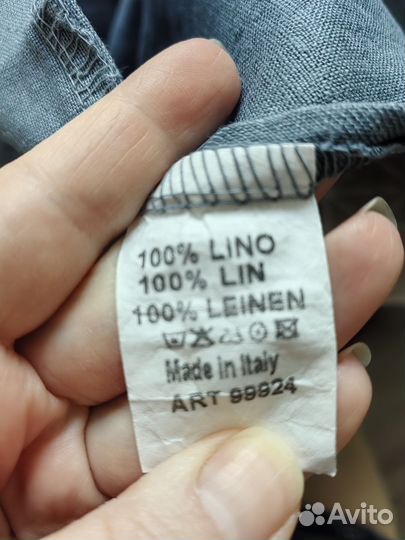 100% LINO
100% LIN
100% LEINEN
Made in Italy
ART 99924
Avito